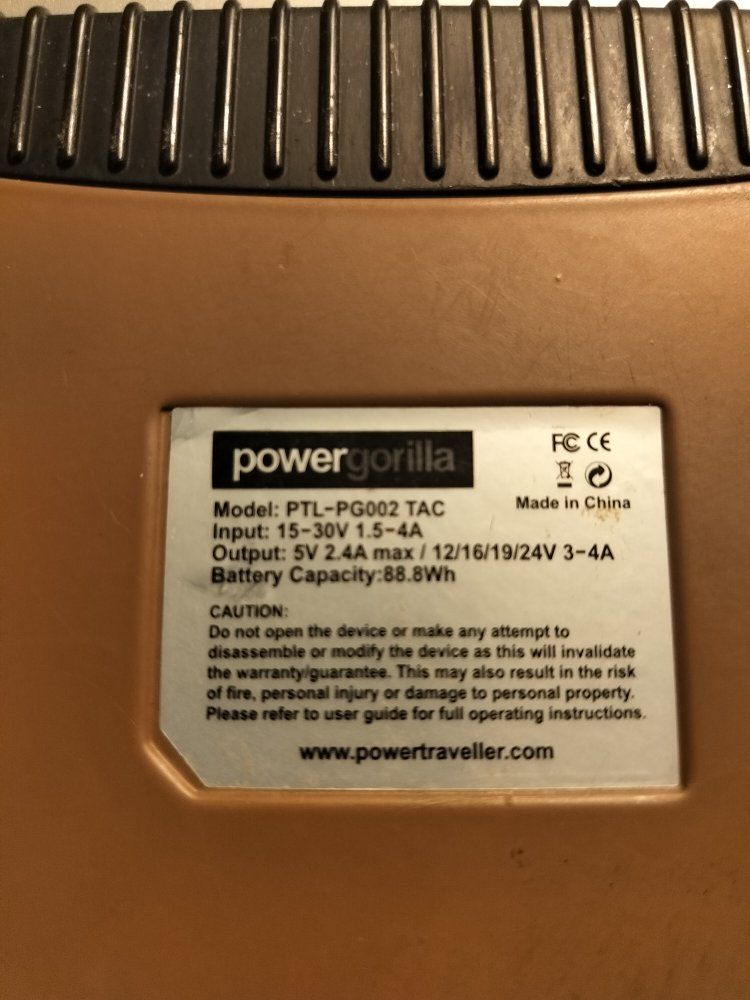 powergorilla
FC CE
Made in China
Model: PTL-PG002 TAC
Input: 15-30V 1.5-4A
Output: 5V 2.4A max / 12/16/19/24V 3-4A
Battery Capacity:88.8Wh
CAUTION:
Do not open the device or make any attempt to
disassemble or modify the device as this will invalidate
the warranty/guarantee. This may also result in the risk
of fire, personal injury or damage to personal property.
Please refer to user guide for full operating instructions.
www.powertraveller.com